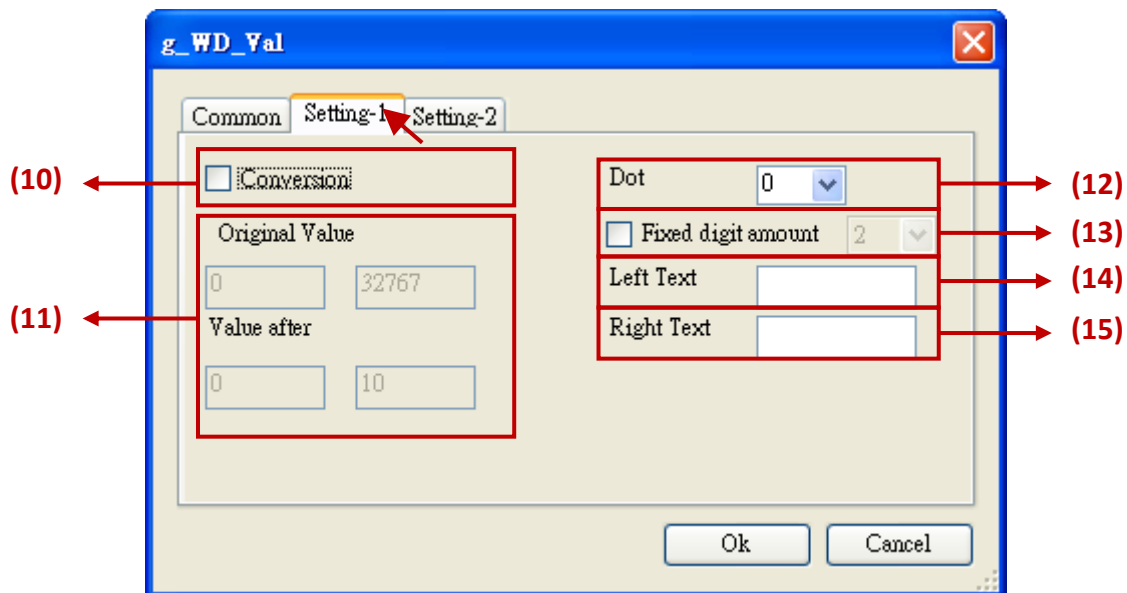 g_WD_Val
Common Setting-1 Setting-2
(10)
Conversion
(11)
Original Value
0 32767
Value after
0 10
Dot 0
(12)
Fixed digit amount 2
(13)
Left Text
(14)
Right Text
(15)
Ok Cancel